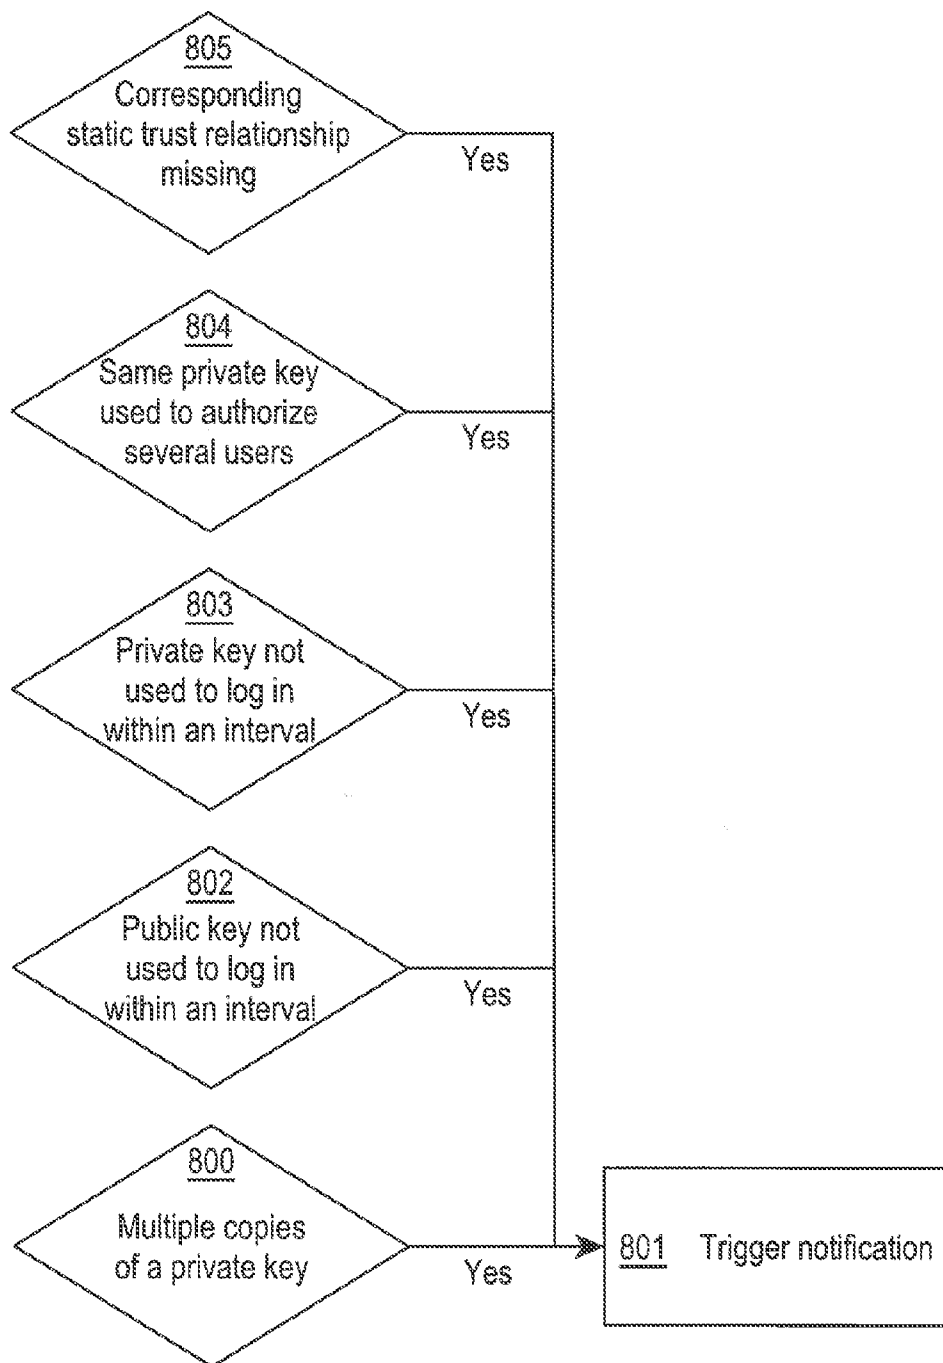 805
Corresponding
static trust relationship
missing
Yes
804
Same private key
used to authorize
several users
Yes
803
Private key not
used to log in
within an interval
Yes
802
Public key not
used to log in
within an interval
Yes
800
Multiple copies
of a private key
Yes
801 Trigger notification